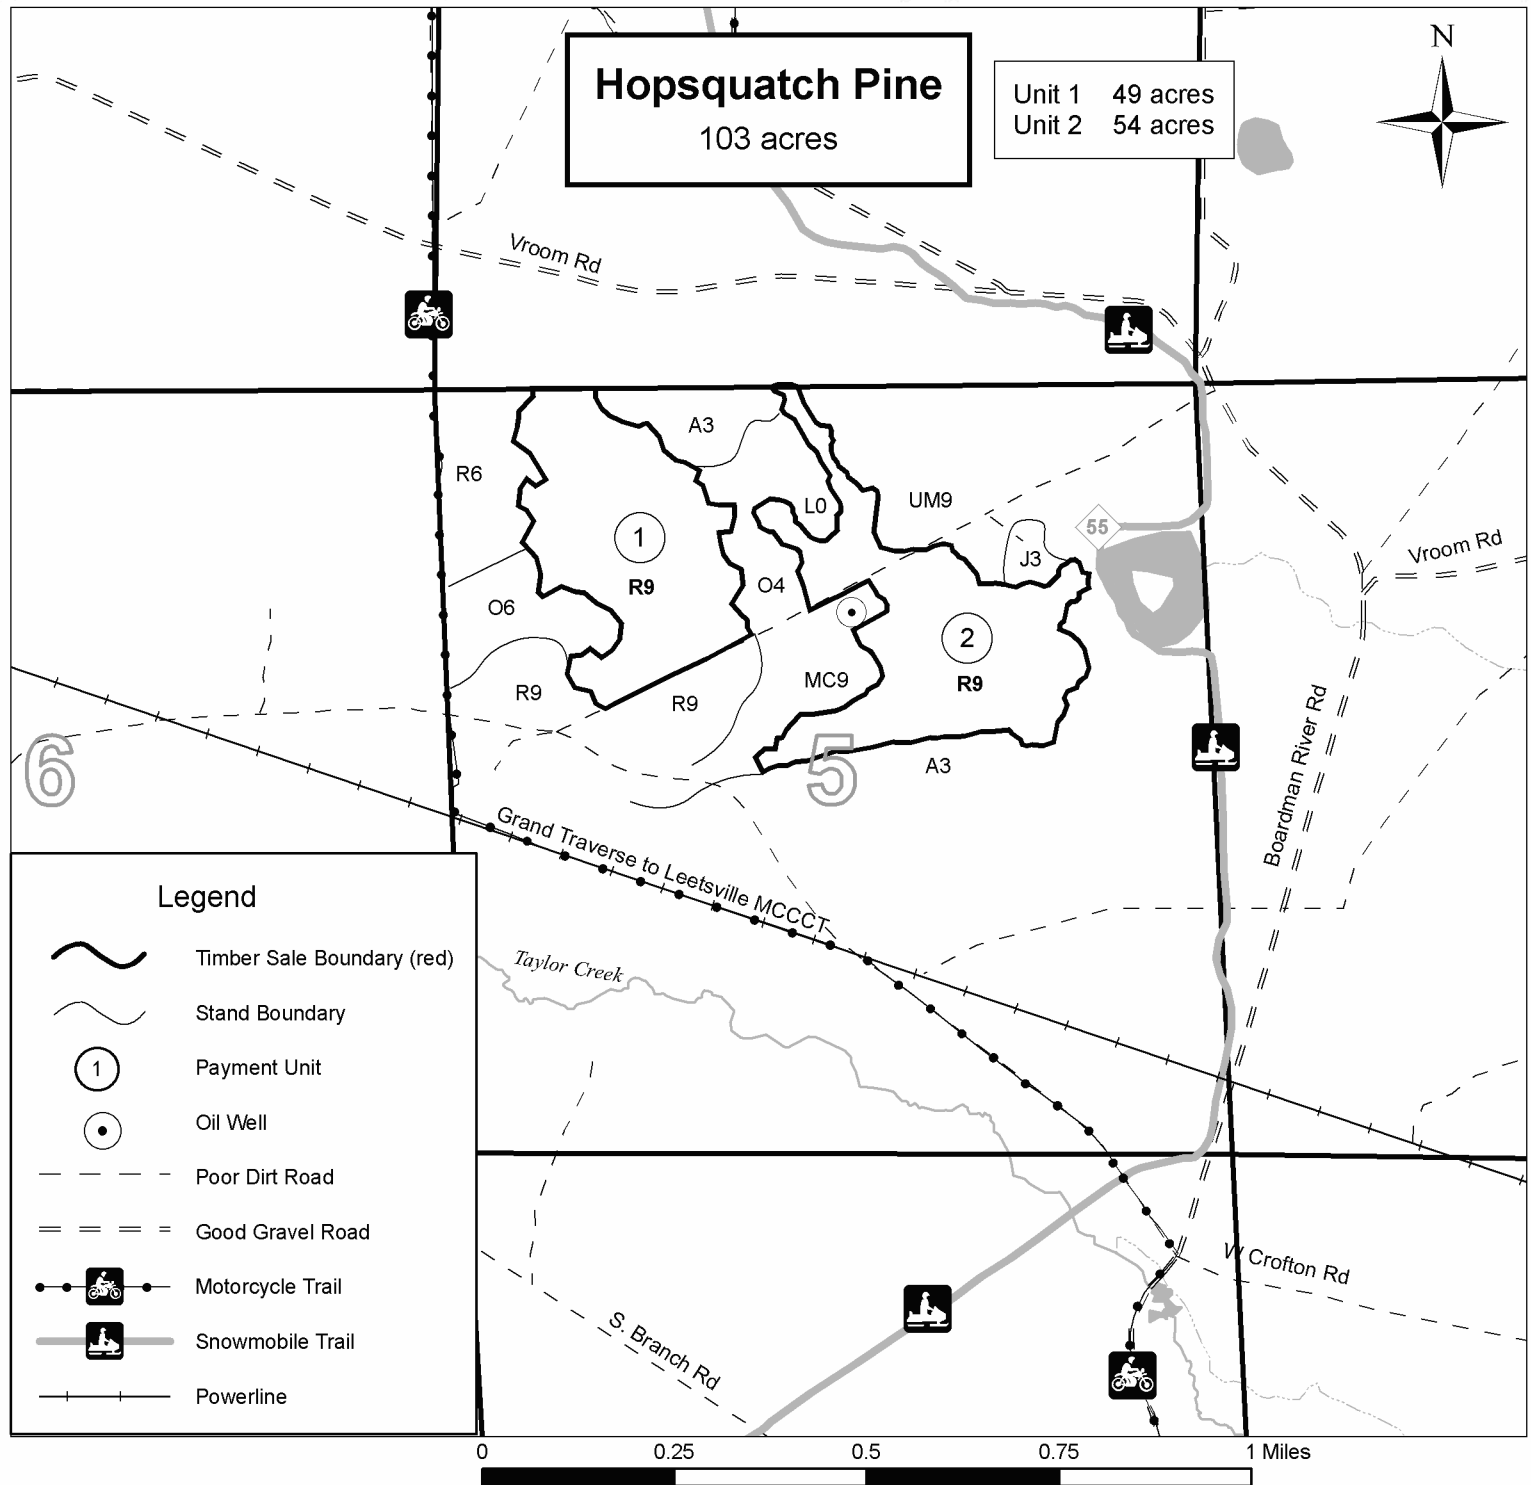 Hopsquatch Pine
103 acres
Unit 1 49 acres
Unit 2 54 acres
N
Vroom Rd
A3
R6
L0
UM9
1
R9
55
J3
Vroom Rd
O4
O6
2
R9
MC9
R9
R9
6
5
A3
Boardman River Rd
Grand Traverse to Leetsville MCCCT
Taylor Creek
W Crofton Rd
S. Branch Rd
Legend
Timber Sale Boundary (red)
Stand Boundary
1 Payment Unit
Oil Well
Poor Dirt Road
Good Gravel Road
Motorcycle Trail
Snowmobile Trail
Powerline
0 0.25 0.5 0.75 1 Miles